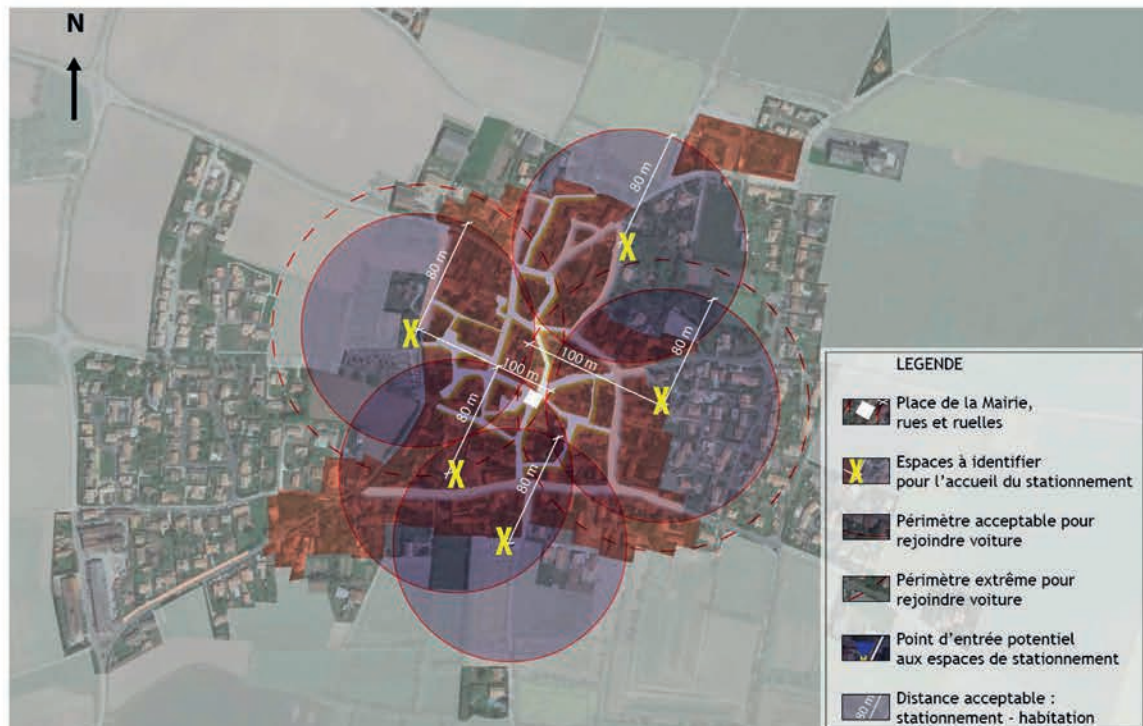 N
80 m
80 m
80 m
100 m
100 m
80 m
80 m
X
X
X
X
X
LEGENDE
Place de la Mairie,
rues et ruelles
X
Espaces à identifier
pour l'accueil du stationnement
Périmètre acceptable pour
rejoindre voiture
Périmètre extrême pour
rejoindre voiture
Point d'entrée potentiel
aux espaces de stationnement
80 m
Distance acceptable :
stationnement - habitation